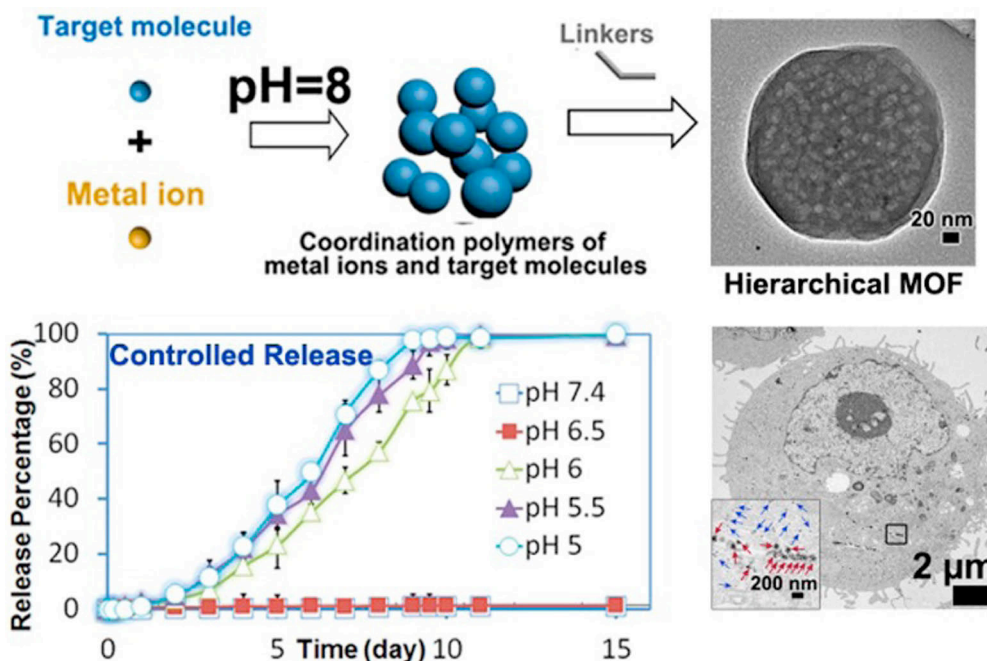 Target molecule
+
Metal ion
pH=8
Coordination polymers of
metal ions and target molecules
Linkers
20 nm
Hierarchical MOF
Controlled Release
Release Percentage (%)
100
80
60
40
20
0
pH 7.4
pH 6.5
pH 6
pH 5.5
pH 5
0
5
10
15
Time (day)
200 nm
2 µm